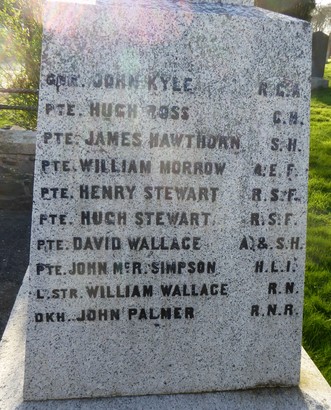 GNR. JOHN KYLE R.G.A.
PTE. HUGH ROSS C.H.
PTE. JAMES HAWTHORN S.H.
PTE. WILLIAM MORROW A.E.F.
PTE. HENRY STEWART R.S.F.
PTE. HUGH STEWART. R.S.F.
PTE. DAVID WALLACE A.&S.H.
PTE. JOHN McR. SIMPSON H.L.I.
L.STR. WILLIAM WALLACE R.N.
DKH. JOHN PALMER R.N.R.